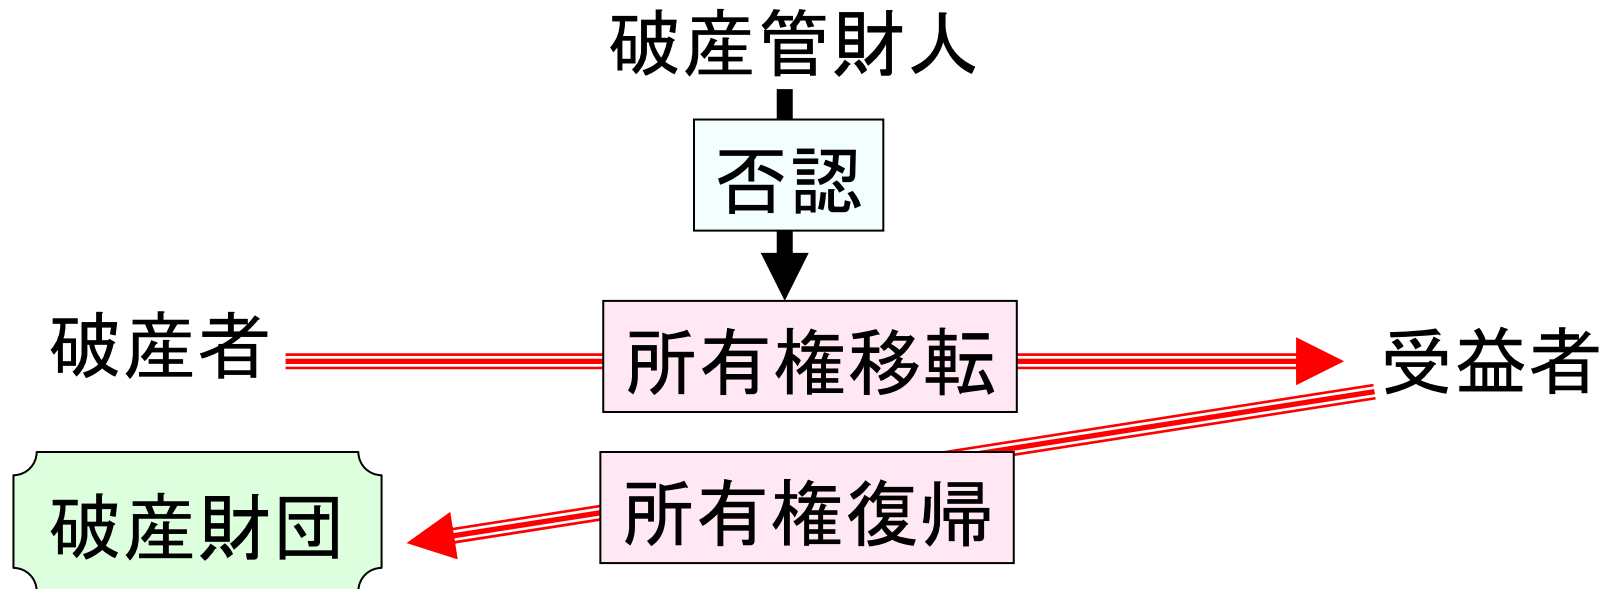 破産管財人
否認
破産者
所有権移転
受益者
破産財団
所有権復帰